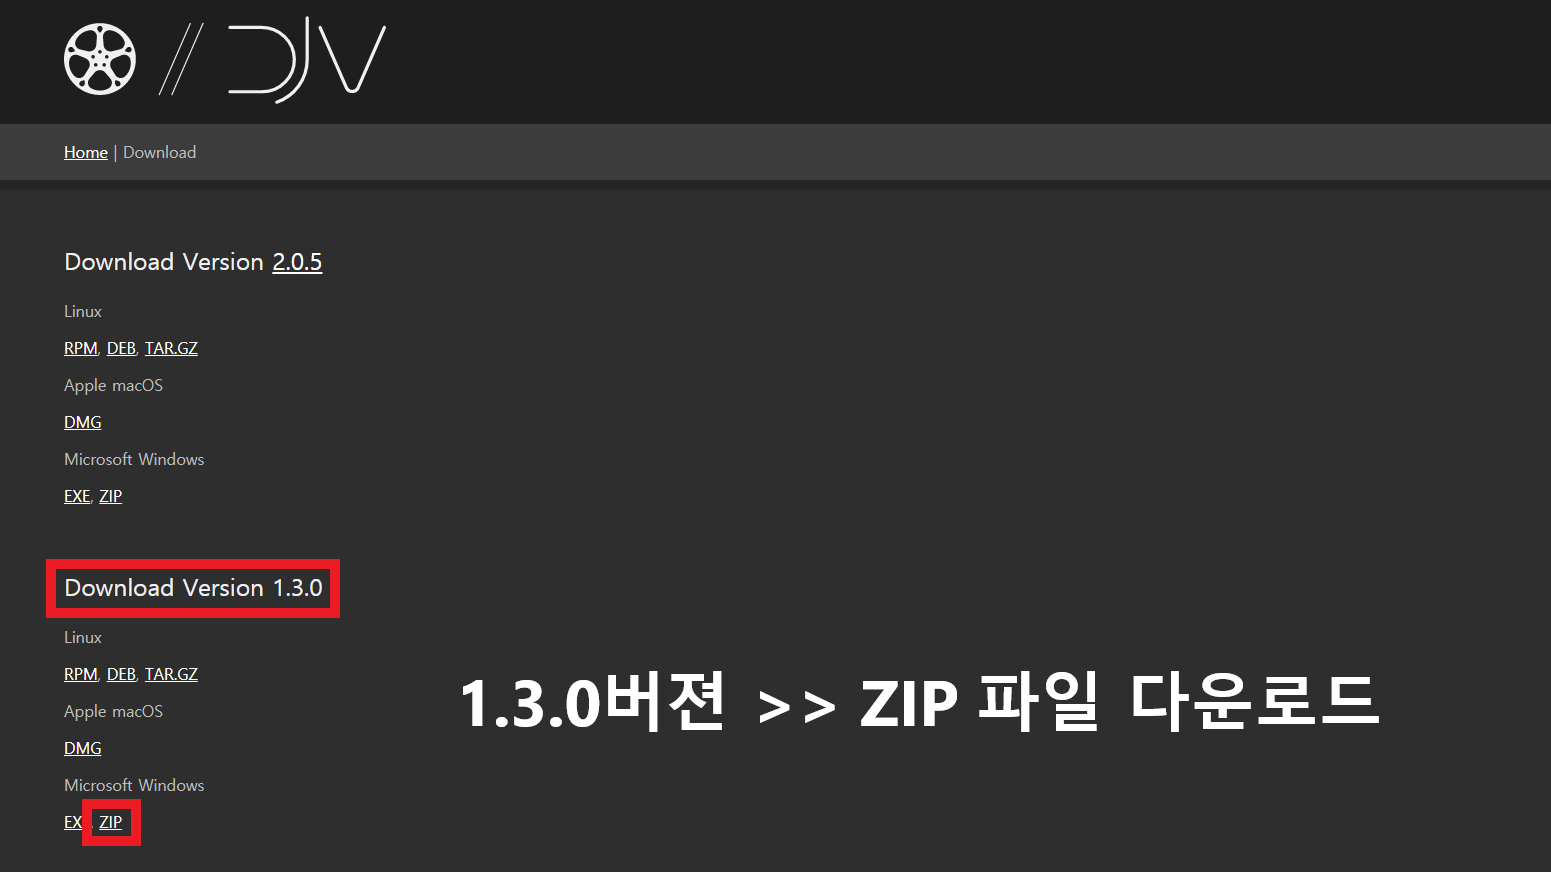 // DJV
Home | Download
Download Version 2.0.5
Linux
RPM, DEB, TAR.GZ
Apple macOS
DMG
Microsoft Windows
EXE, ZIP
Download Version 1.3.0
Linux
RPM, DEB, TAR.GZ
Apple macOS
1.3.0버젼 >> ZIP 파일 다운로드
DMG
Microsoft Windows
EX, ZIP